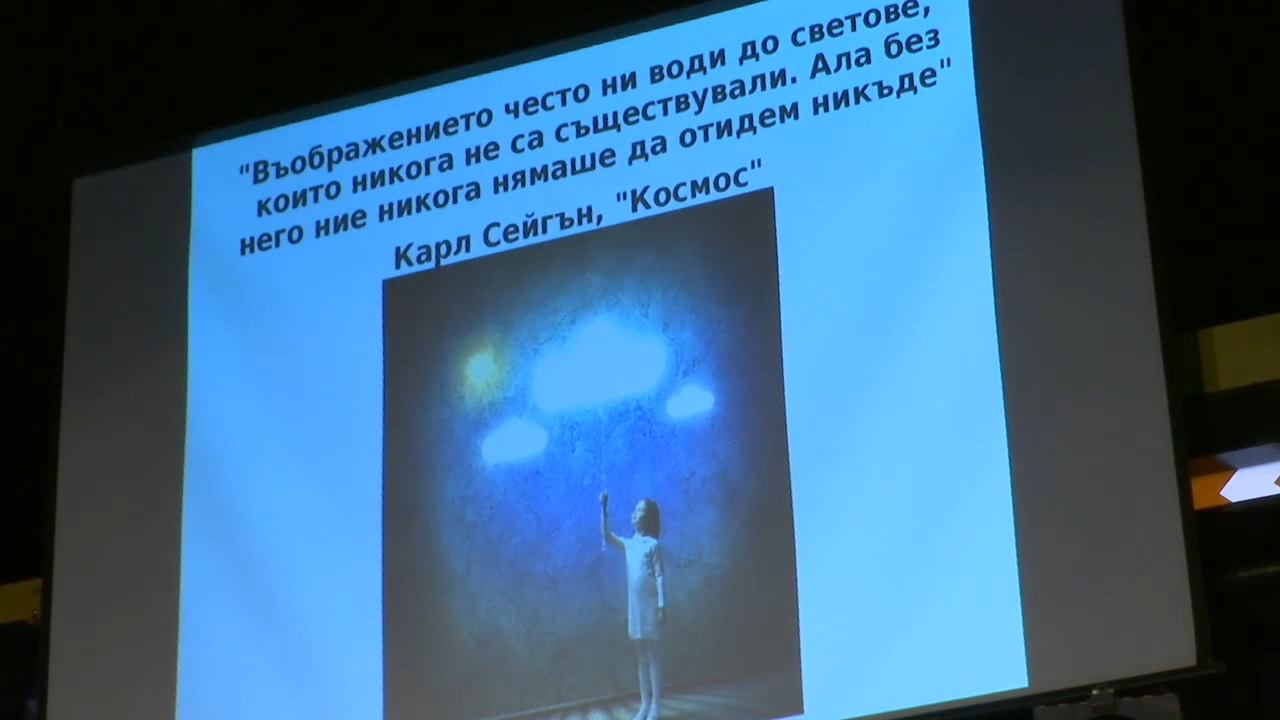 "Въображението често ни води до светове,
които никога не са съществували. Ала без
него ние никога нямаше да отидем никъде"
Карл Сейгън, "Космос"